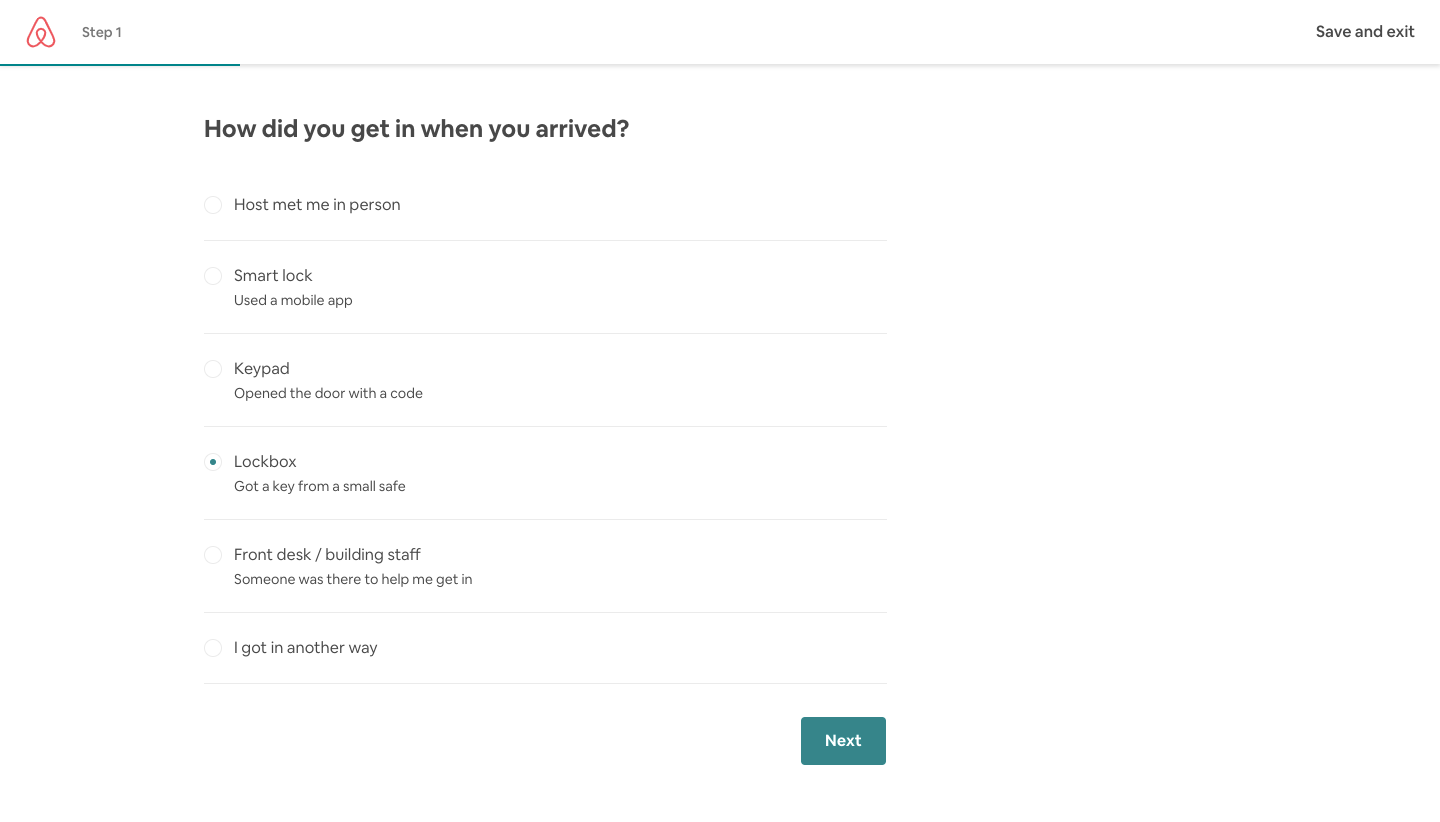 Step 1
Save and exit
How did you get in when you arrived?
Host met me in person
Smart lock
Used a mobile app
Keypad
Opened the door with a code
Lockbox
Got a key from a small safe
Front desk / building staff
Someone was there to help me get in
I got in another way
Next